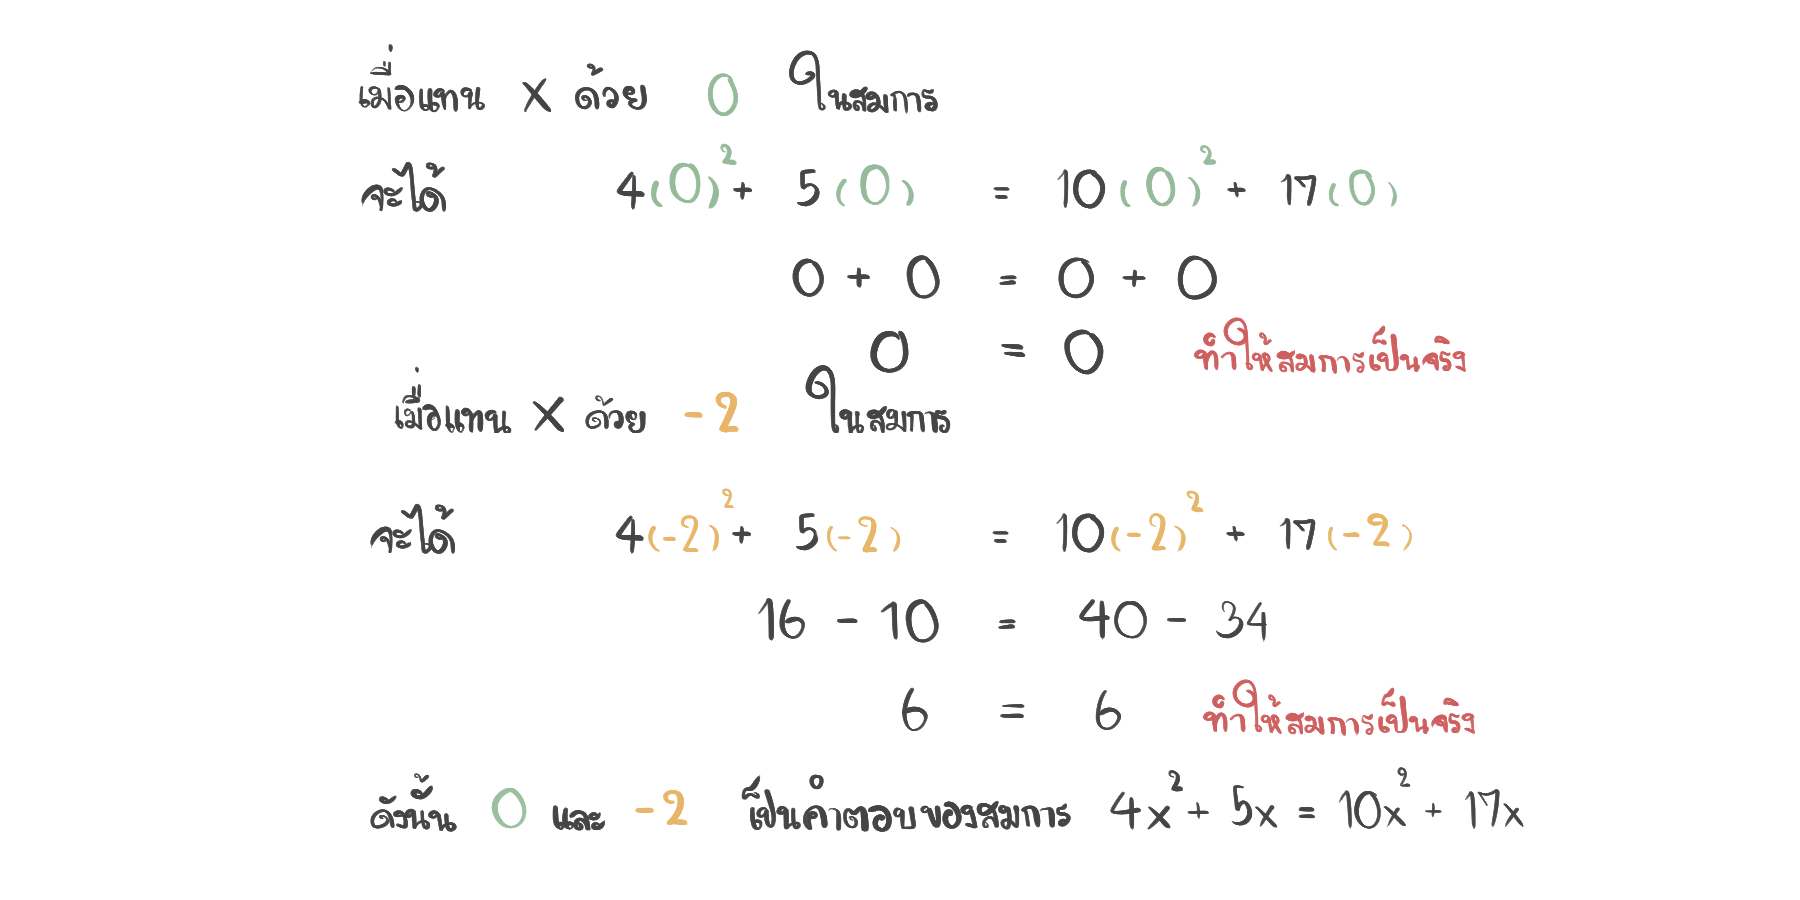 เมื่อแทน x ด้วย 0 ในสมการ
จะได้ 4(0)² + 5(0) = 10(0)² + 17(0)
0 + 0 = 0 + 0
0 = 0 ทำให้สมการเป็นจริง
เมื่อแทน x ด้วย -2 ในสมการ
จะได้ 4(-2)² + 5(-2) = 10(-2)² + 17(-2)
16 - 10 = 40 - 34
6 = 6 ทำให้สมการเป็นจริง
ดังนั้น 0 และ -2 เป็นคำตอบของสมการ 4x² + 5x = 10x² + 17x